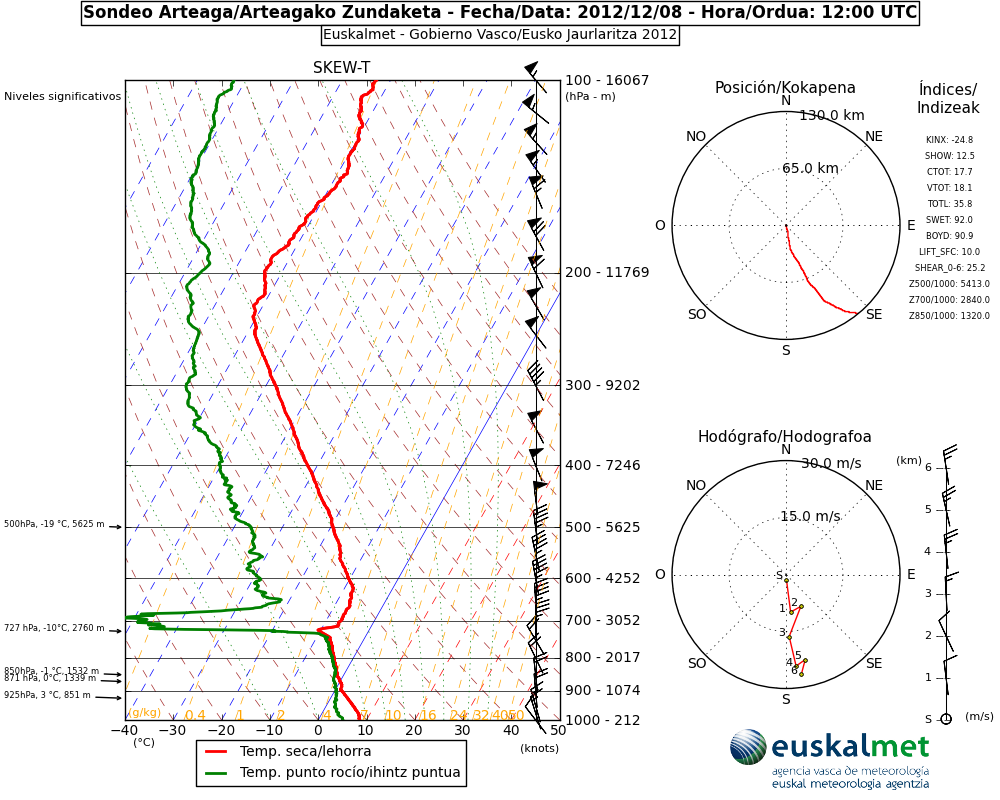 Sondeo Arteaga/Arteagako Zundaketa - Fecha/Data: 2012/12/08 - Hora/Ordua: 12:00 UTC
Euskalmet - Gobierno Vasco/Eusko Jaurlaritza 2012
SKEW-T
Niveles significativos
100 - 16067
(hPa - m)
200 - 11769
300 - 9202
400 - 7246
500 - 5625
600 - 4252
700 - 3052
800 - 2017
900 - 1074
1000 - 212
500hPa, -19 °C, 5625 m
727 hPa, -10°C, 2760 m
850hPa, -1 °C, 1532 m
871 hPa, 0°C, 1339 m
925hPa, 3 °C, 851 m
(g/kg) 0.4 1 2 4 7 10 16 24 32 40 50
−40 −30 −20 −10 0 10 20 30 40 50
(°C)
(knots)
Temp. seca/lehorra
Temp. punto rocío/ihintz puntua
Posición/Kokapena
N
130.0 km
NO
NE
65.0 km
O
E
SO
SE
S
Índices/
Indizeak
KINX: -24.8
SHOW: 12.5
CTOT: 17.7
VTOT: 18.1
TOTL: 35.8
SWET: 92.0
BOYD: 90.9
LIFT_SFC: 10.0
SHEAR_0-6: 25.2
Z500/1000: 5413.0
Z700/1000: 2840.0
Z850/1000: 1320.0
Hodógrafo/Hodografoa
N
30.0 m/s
NO
NE
15.0 m/s
O
S
E
1
2
3
4
5
6
SO
SE
S
(km)
6
5
4
3
2
1
S
(m/s)
euskalmet
agencia vasca de meteorología
euskal meteorologia agentzia